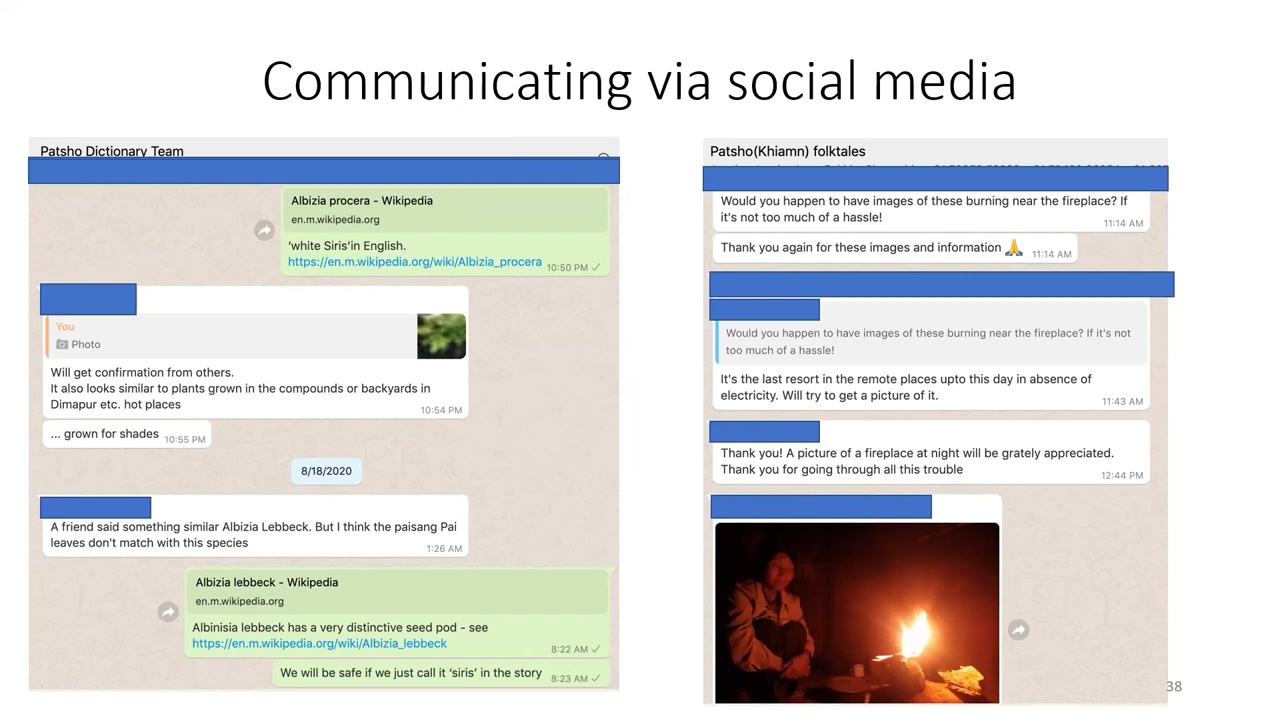 Communicating via social media
Patsho Dictionary Team
Albizia procera - Wikipedia
en.m.wikipedia.org
‘white Siris’in English.
https://en.m.wikipedia.org/wiki/Albizia_procera 10:50 PM
You
Photo
Will get confirmation from others.
It also looks similar to plants grown in the compounds or backyards in
Dimapur etc. hot places
10:54 PM
... grown for shades 10:55 PM
8/18/2020
A friend said something similar Albizia Lebbeck. But I think the paisang Pai
leaves don't match with this species
1:26 AM
Albizia lebbeck - Wikipedia
en.m.wikipedia.org
Albinisia lebbeck has a very distinctive seed pod - see
https://en.m.wikipedia.org/wiki/Albizia_lebbeck
8:22 AM
We will be safe if we just call it ‘siris’ in the story 8:23 AM
Patsho(Khiamn) folktales
Would you happen to have images of these burning near the fireplace? If
it's not too much of a hassle!
11:14 AM
Thank you again for these images and information 🙏 11:14 AM
Would you happen to have images of these burning near the fireplace? If it's not
too much of a hassle!
It's the last resort in the remote places upto this day in absence of
electricity. Will try to get a picture of it.
11:43 AM
Thank you! A picture of a fireplace at night will be grately appreciated.
Thank you for going through all this trouble
12:44 PM
38